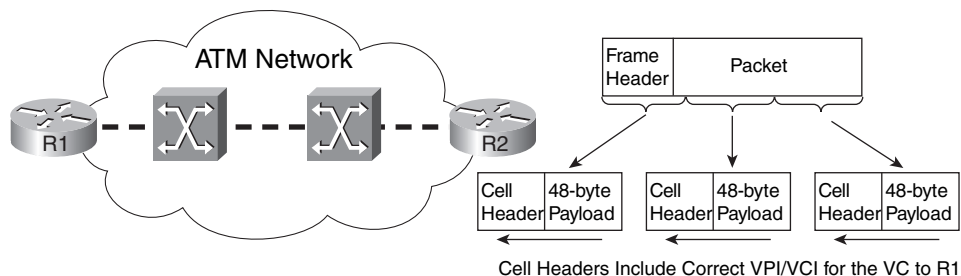 ATM Network
R1
R2
Frame
Header
Packet
Cell
Header
48-byte
Payload
Cell
Header
48-byte
Payload
Cell
Header
48-byte
Payload
Cell Headers Include Correct VPI/VCI for the VC to R1